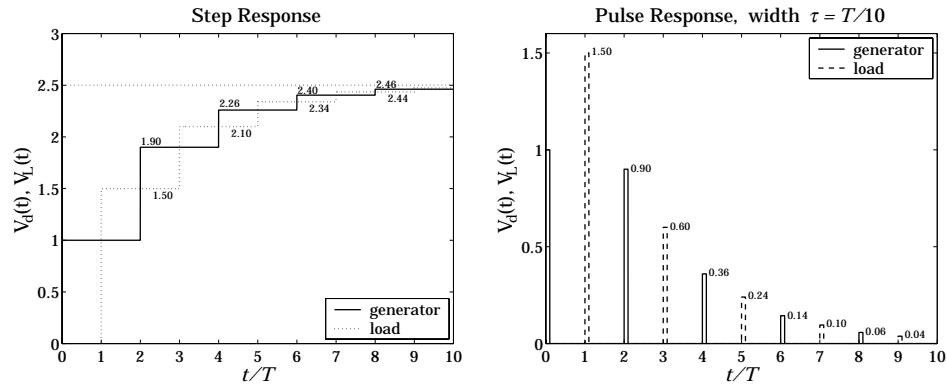 Step Response
3
2.5
2
1.5
1
0.5
0
V_d(t), V_L(t)
1.90
2.26
2.40
2.46
1.50
2.10
2.34
2.44
generator
load
0 1 2 3 4 5 6 7 8 9 10
t/T
Pulse Response, width τ = T/10
1.5
1
0.5
0
V_d(t), V_L(t)
generator
load
1.50
0.90
0.60
0.36
0.24
0.14
0.10
0.06
0.04
0 1 2 3 4 5 6 7 8 9 10
t/T